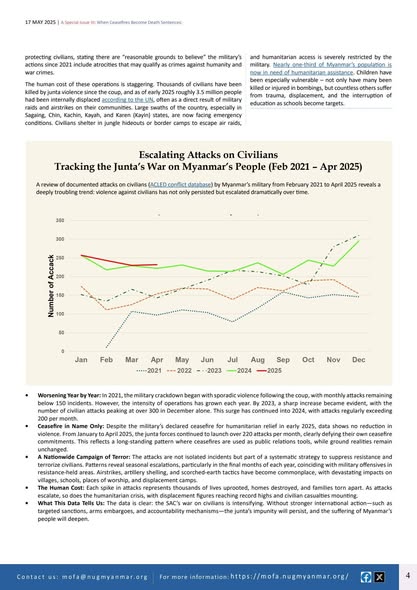 17 MAY 2025 | A Special Issue III: When Ceasefires Become Death Sentences:
protecting civilians, stating there are "reasonable grounds to believe" the military's
actions since 2021 include atrocities that may qualify as crimes against humanity and
war crimes.
The human cost of these operations is staggering. Thousands of civilians have been
killed by junta violence since the coup, and as of early 2025 roughly 3.5 million people
had been internally displaced according to the UN, often as a direct result of military
raids and airstrikes on their communities. Large swaths of the country, especially in
Sagaing, Chin, Kachin, Kayah, and Karen (Kayin) states, are now facing emergency
conditions. Civilians shelter in jungle hideouts or border camps to escape air raids,
and humanitarian access is severely restricted by the
military. Nearly one-third of Myanmar's population is
now in need of humanitarian assistance. Children have
been especially vulnerable – not only have many been
killed or injured in bombings, but countless others suffer
from trauma, displacement, and the interruption of
education as schools become targets.
Escalating Attacks on Civilians
Tracking the Junta's War on Myanmar's People (Feb 2021 – Apr 2025)
A review of documented attacks on civilians (ACLED conflict database) by Myanmar's military from February 2021 to April 2025 reveals a
deeply troubling trend: violence against civilians has not only persisted but escalated dramatically over time.
Number of Accack
350
300
250
200
150
100
50
0
Jan Feb Mar Apr May Jun Jul Aug Sep Oct Nov Dec
2021 2022 2023 2024 2025
• Worsening Year by Year: In 2021, the military crackdown began with sporadic violence following the coup, with monthly attacks remaining
below 150 incidents. However, the intensity of operations has grown each year. By 2023, a sharp increase became evident, with the
number of civilian attacks peaking at over 300 in December alone. This surge has continued into 2024, with attacks regularly exceeding
200 per month.
• Ceasefire in Name Only: Despite the military's declared ceasefire for humanitarian relief in early 2025, data shows no reduction in
violence. From January to April 2025, the junta forces continued to launch over 220 attacks per month, clearly defying their own ceasefire
commitments. This reflects a long-standing pattern where ceasefires are used as public relations tools, while ground realities remain
unchanged.
• A Nationwide Campaign of Terror: The attacks are not isolated incidents but part of a systematic strategy to suppress resistance and
terrorize civilians. Patterns reveal seasonal escalations, particularly in the final months of each year, coinciding with military offensives in
resistance-held areas. Airstrikes, artillery shelling, and scorched-earth tactics have become commonplace, with devastating impacts on
villages, schools, places of worship, and displacement camps.
• The Human Cost: Each spike in attacks represents thousands of lives uprooted, homes destroyed, and families torn apart. As attacks
escalate, so does the humanitarian crisis, with displacement figures reaching record highs and civilian casualties mounting.
• What This Data Tells Us: The data is clear: the SAC's war on civilians is intensifying. Without stronger international action—such as
targeted sanctions, arms embargoes, and accountability mechanisms—the junta's impunity will persist, and the suffering of Myanmar's
people will deepen.
Contact us: mofa@nugmyanmar.org | For more information: https://mofa.nugmyanmar.org/
4